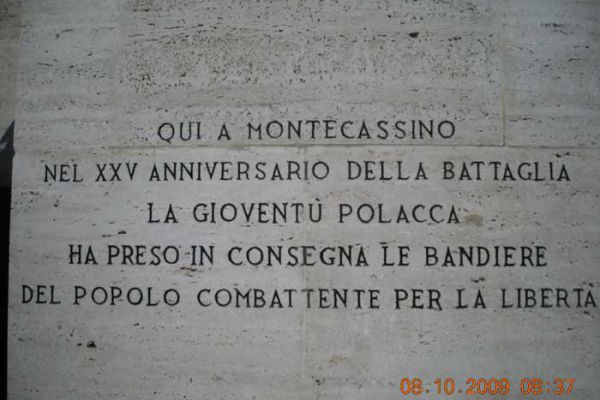 QUI A MONTECASSINO
NEL XXV ANNIVERSARIO DELLA BATTAGLIA
LA GIOVENTÙ POLACCA
HA PRESO IN CONSEGNA LE BANDIERE
DEL POPOLO COMBATTENTE PER LA LIBERTÀ
08.10.2009 08:37